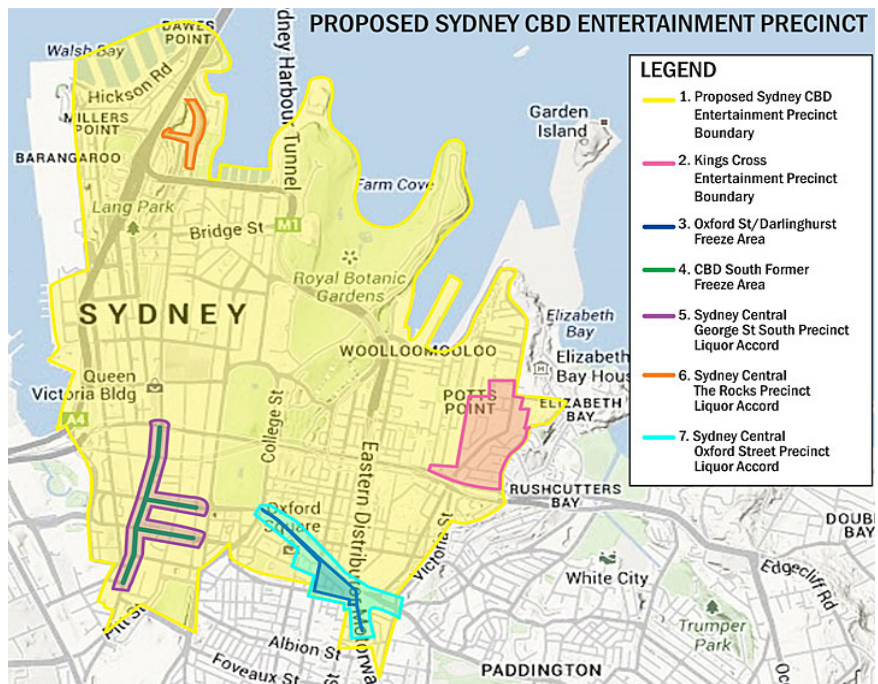 PROPOSED SYDNEY CBD ENTERTAINMENT PRECINCT
LEGEND
1. Proposed Sydney CBD
Entertainment Precinct
Boundary
2. Kings Cross
Entertainment Precinct
Boundary
3. Oxford St/Darlinghurst
Freeze Area
4. CBD South Former
Freeze Area
5. Sydney Central
George St South Precinct
Liquor Accord
6. Sydney Central
The Rocks Precinct
Liquor Accord
7. Sydney Central
Oxford Street Precinct
Liquor Accord
DAWES
POINT
Walsh Bay
Hickson Rd
MILLERS
POINT
BARANGAROO
Lang Park
Bridge St
Sydney Harbour
Tunnel
M1
Farm Cove
Garden
Island
Royal Botanic
Gardens
SYDNEY
WOOLLOOMOOLOO
Elizabeth
Bay
Elizabeth
Bay Hous
Queen
Victoria Bldg
POTTS
POINT
ELIZABETH
BAY
A4
College St
Eastern Distributor Motorway
Oxford
Square
Victoria St
RUSHCUTTERS
BAY
DOUB
BAY
White City
Edgecliff Rd
Trumper
Park
Pitt St
Albion St
Foveaux St
PADDINGTON